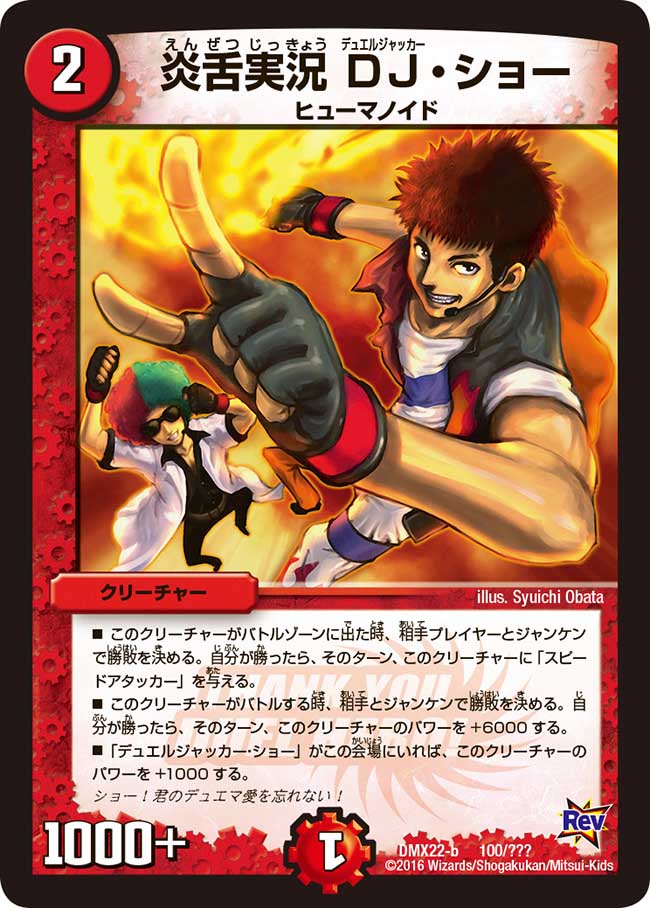 2
えんぜつじっきょう デュエルジャッカー
炎舌実況 DJ・ショー
ヒューマノイド
クリーチャー
illus. Syuichi Obata
■ このクリーチャーがバトルゾーンに出た時、相手プレイヤーとジャンケン
で勝敗を決める。自分が勝ったら、そのターン、このクリーチャーに「スピー
ドアタッカー」を与える。
■ このクリーチャーがバトルする時、相手とジャンケンで勝敗を決める。自
分が勝ったら、そのターン、このクリーチャーのパワーを+6000する。
■「デュエルジャッカー・ショー」がこの会場にいれば、このクリーチャーの
パワーを+1000する。
ショー！君のデュエマ愛を忘れない！
THANK YOU
1000+
1
Rev
DMX22-b 100/???
©2016 Wizards/Shogakukan/Mitsui-Kids